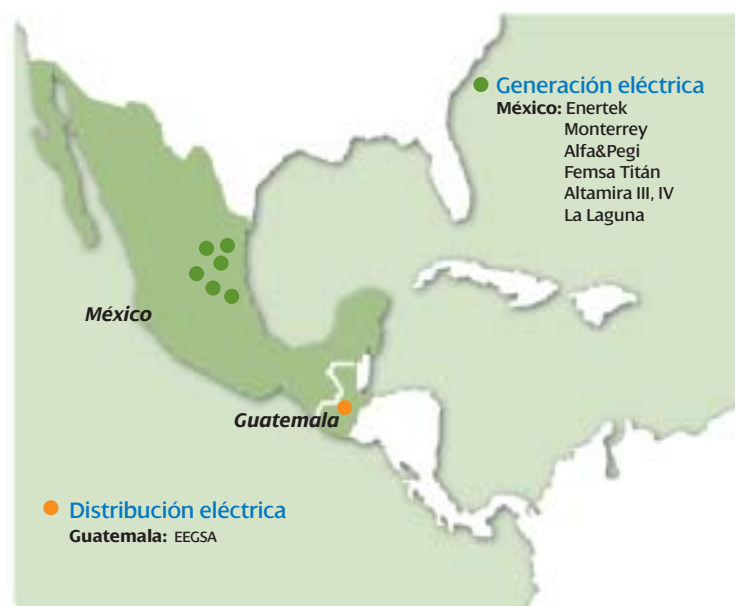 Generación eléctrica
México: Enertek
Monterrey
Alfa&Pegi
Femsa Titán
Altamira III, IV
La Laguna
México
Guatemala
Distribución eléctrica
Guatemala: EEGSA